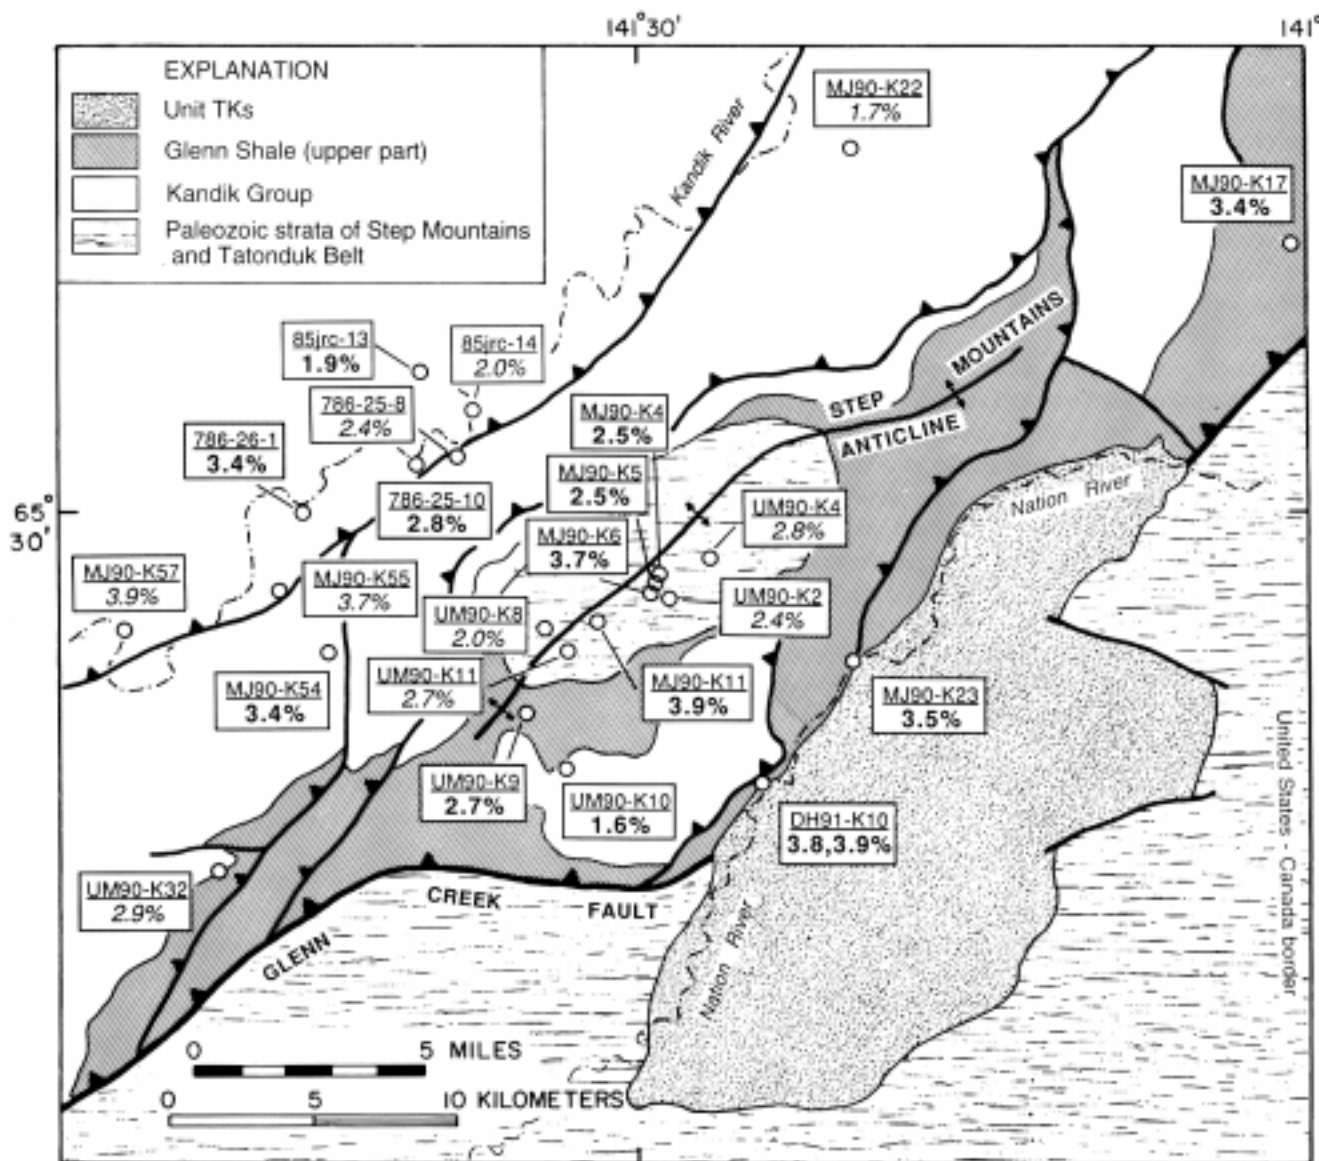 141°30'
141°
EXPLANATION
Unit TKs
Glenn Shale (upper part)
Kandik Group
Paleozoic strata of Step Mountains
and Tatonduk Belt
Kandik River
MJ90-K22
1.7%
MJ90-K17
3.4%
85jrc-13
1.9%
85jrc-14
2.0%
786-25-8
2.4%
786-26-1
3.4%
MJ90-K4
2.5%
STEP MOUNTAINS
ANTICLINE
MJ90-K5
2.5%
786-25-10
2.8%
UM90-K4
2.8%
Nation River
65°
30'
MJ90-K6
3.7%
MJ90-K57
3.9%
MJ90-K55
3.7%
UM90-K8
2.0%
UM90-K2
2.4%
UM90-K11
2.7%
MJ90-K54
3.4%
MJ90-K11
3.9%
MJ90-K23
3.5%
UM90-K9
2.7%
UM90-K10
1.6%
DH91-K10
3.8,3.9%
United States - Canada border
UM90-K32
2.9%
GLENN CREEK FAULT
Nation River
0 5 MILES
0 5 10 KILOMETERS